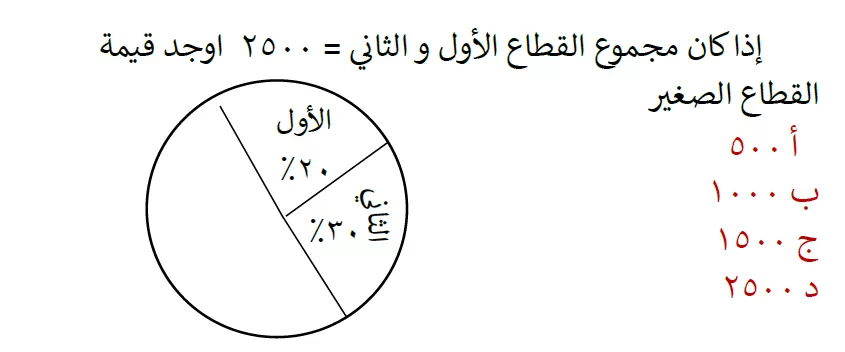 إذا كان مجموع القطاع الأول و الثاني = ٢٥٠٠ اوجد قيمة
القطاع الصغير
أ ٥٠٠
ب ١٠٠٠
ج ١٥٠٠
د ٢٥٠٠
الأول
٢٠٪
الثاني
٣٠٪